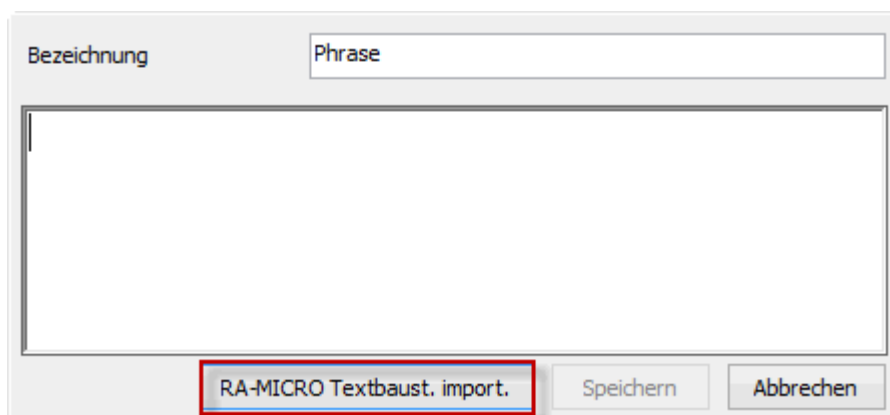 Bezeichnung Phrase
RA-MICRO Textbaust. import. Speichern Abbrechen